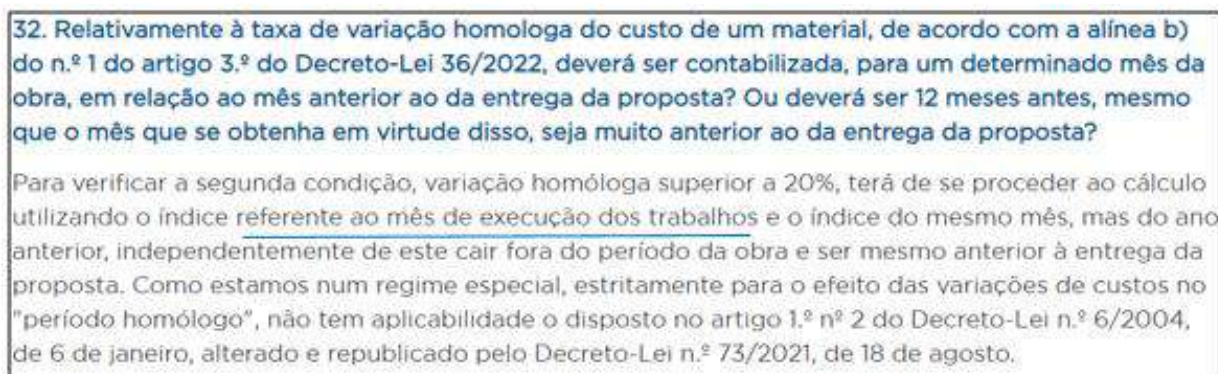 32. Relativamente à taxa de variação homologa do custo de um material, de acordo com a alínea b)
do n.º 1 do artigo 3.º do Decreto-Lei 36/2022, deverá ser contabilizada, para um determinado mês da
obra, em relação ao mês anterior ao da entrega da proposta? Ou deverá ser 12 meses antes, mesmo
que o mês que se obtenha em virtude disso, seja muito anterior ao da entrega da proposta?
Para verificar a segunda condição, variação homóloga superior a 20%, terá de se proceder ao cálculo
utilizando o índice referente ao mês de execução dos trabalhos e o índice do mesmo mês, mas do ano
anterior, independentemente de este cair fora do período da obra e ser mesmo anterior à entrega da
proposta. Como estamos num regime especial, estritamente para o efeito das variações de custos no
"período homólogo", não tem aplicabilidade o disposto no artigo 1.º nº 2 do Decreto-Lei n.º 6/2004,
de 6 de janeiro, alterado e republicado pelo Decreto-Lei n.º 73/2021, de 18 de agosto.